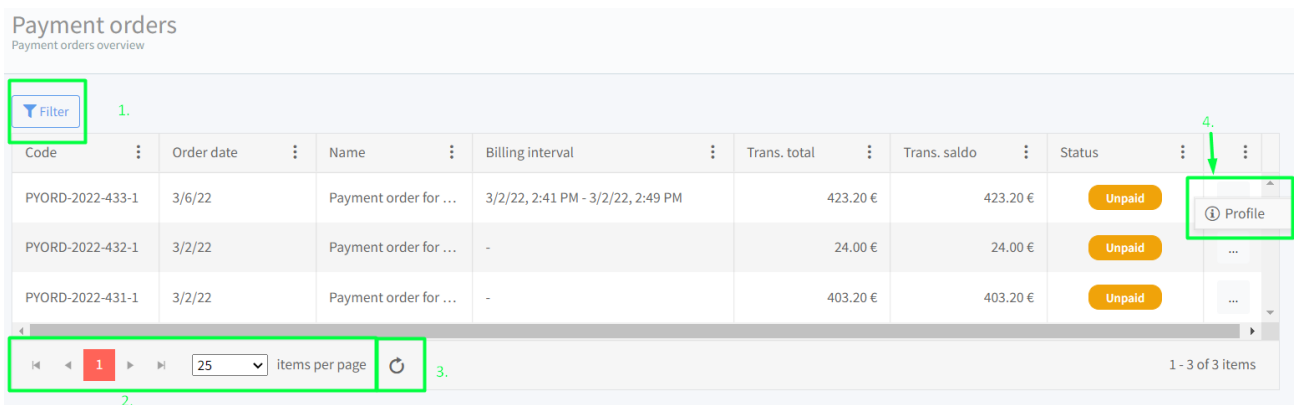 Payment orders
Payment orders overview
Filter 1.
4.
Code Order date Name Billing interval Trans. total Trans. saldo Status
PYORD-2022-433-1 3/6/22 Payment order for ... 3/2/22, 2:41 PM - 3/2/22, 2:49 PM 423.20 € 423.20 € Unpaid
Profile
PYORD-2022-432-1 3/2/22 Payment order for ... - 24.00 € 24.00 € Unpaid ...
PYORD-2022-431-1 3/2/22 Payment order for ... - 403.20 € 403.20 € Unpaid ...
1 25 items per page 3. 1 - 3 of 3 items
2.